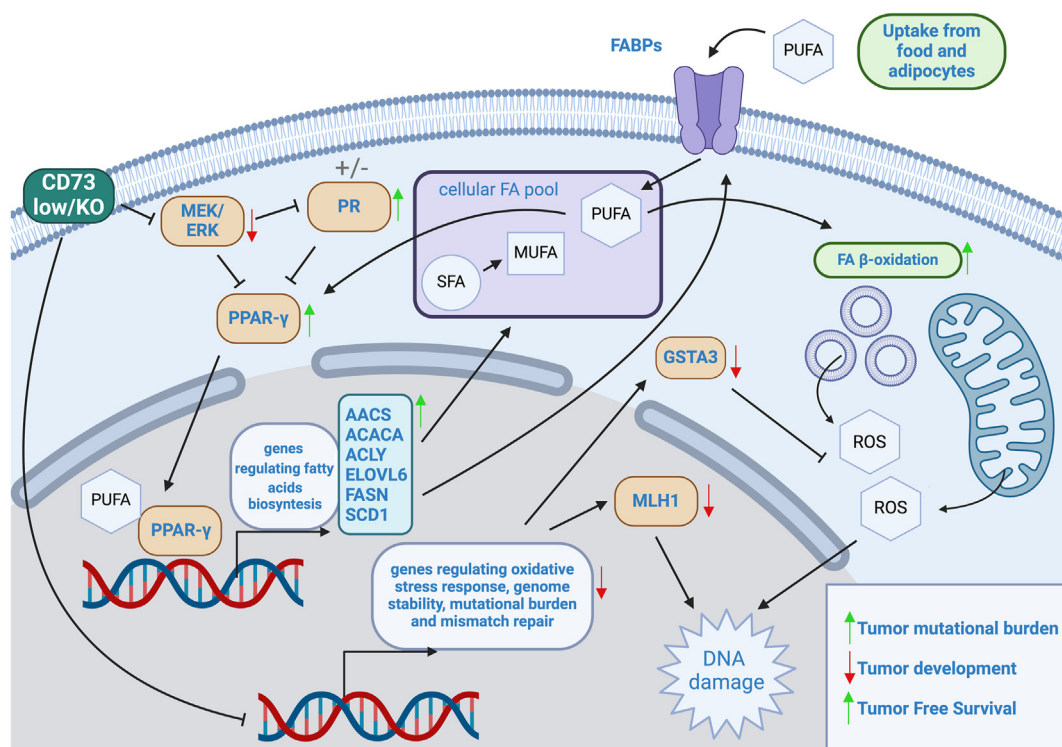 FABPs
PUFA
Uptake from
food and
adipocytes
CD73
low/KO
MEK/
ERK
+/-
PR
cellular FA pool
PUFA
MUFA
SFA
FA β-oxidation
PPAR-γ
GSTA3
ROS
ROS
genes
regulating fatty
acids
biosyntesis
AACS
ACACA
ACLY
ELOVL6
FASN
SCD1
PUFA
PPAR-γ
MLH1
genes regulating oxidative
stress response, genome
stability, mutational burden
and mismatch repair
DNA
damage
Tumor mutational burden
Tumor development
Tumor Free Survival